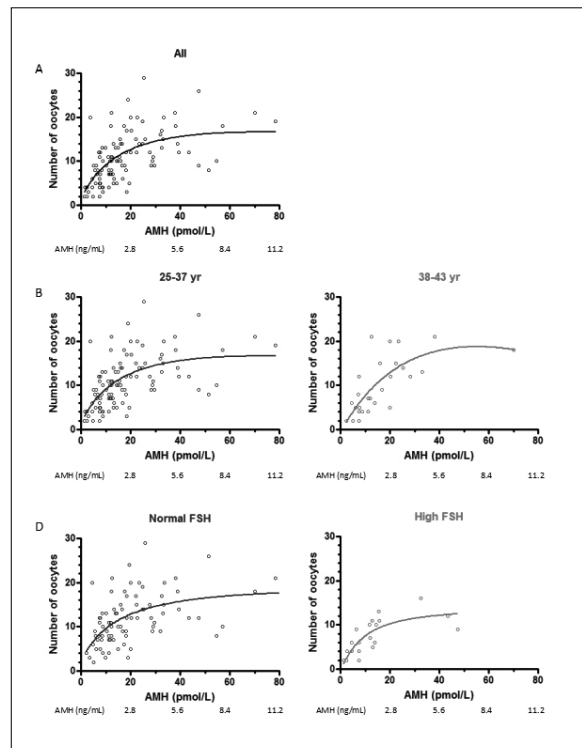 All
A
30
20
10
0
Number of oocytes
0 20 40 60 80
AMH (pmol/L)
AMH (ng/mL) 2.8 5.6 8.4 11.2
25-37 yr
B
30
20
10
0
Number of oocytes
0 20 40 60 80
AMH (pmol/L)
AMH (ng/mL) 2.8 5.6 8.4 11.2
38-43 yr
30
20
10
0
Number of oocytes
0 20 40 60 80
AMH (pmol/L)
AMH (ng/mL) 2.8 5.6 8.4 11.2
Normal FSH
D
30
20
10
0
Number of oocytes
0 20 40 60 80
AMH (pmol/L)
AMH (ng/mL) 2.8 5.6 8.4 11.2
High FSH
30
20
10
0
Number of oocytes
0 20 40 60 80
AMH (pmol/L)
AMH (ng/mL) 2.8 5.6 8.4 11.2